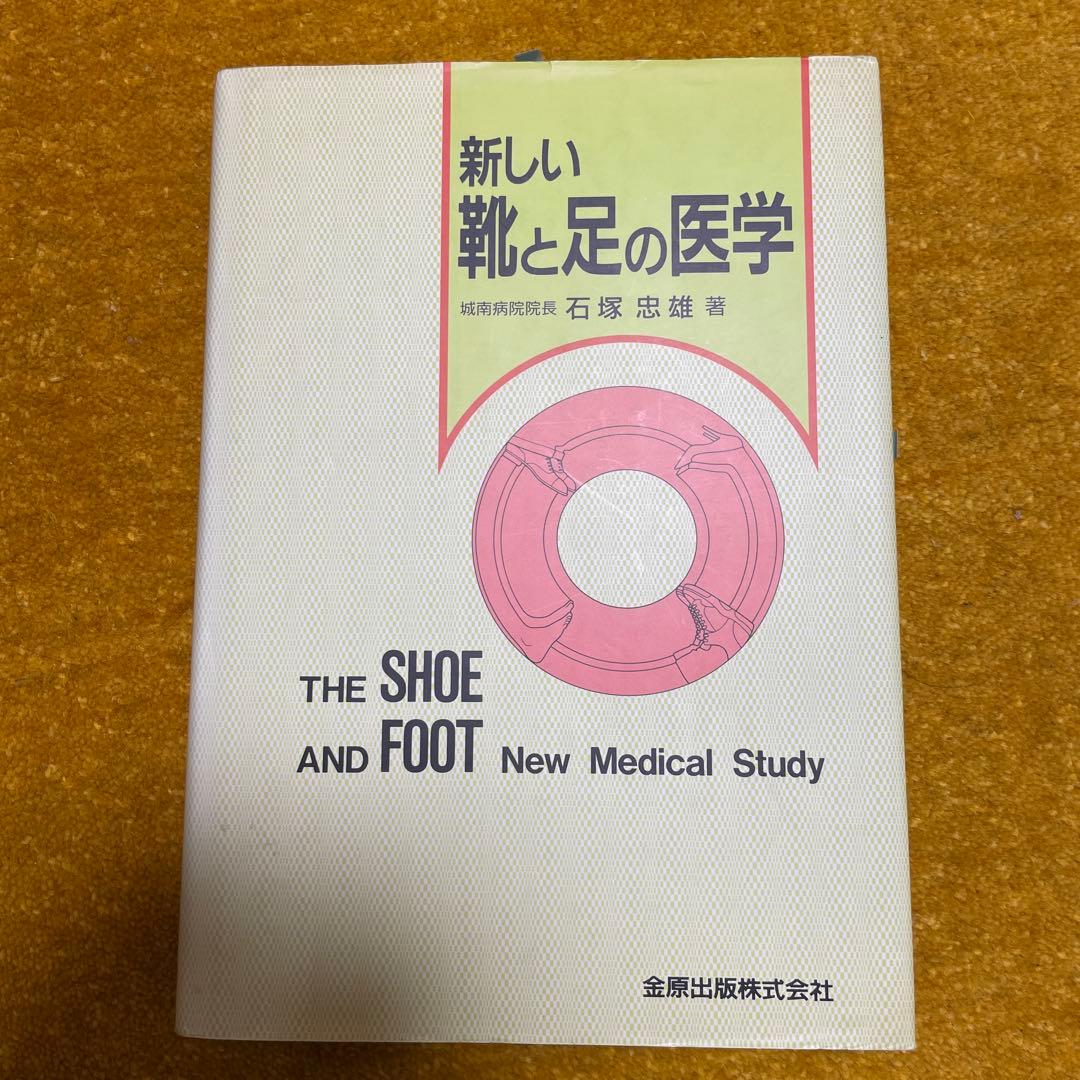 新しい
靴と足の医学
城南病院院長 石塚 忠雄 著
THE SHOE
AND FOOT New Medical Study
金原出版株式会社